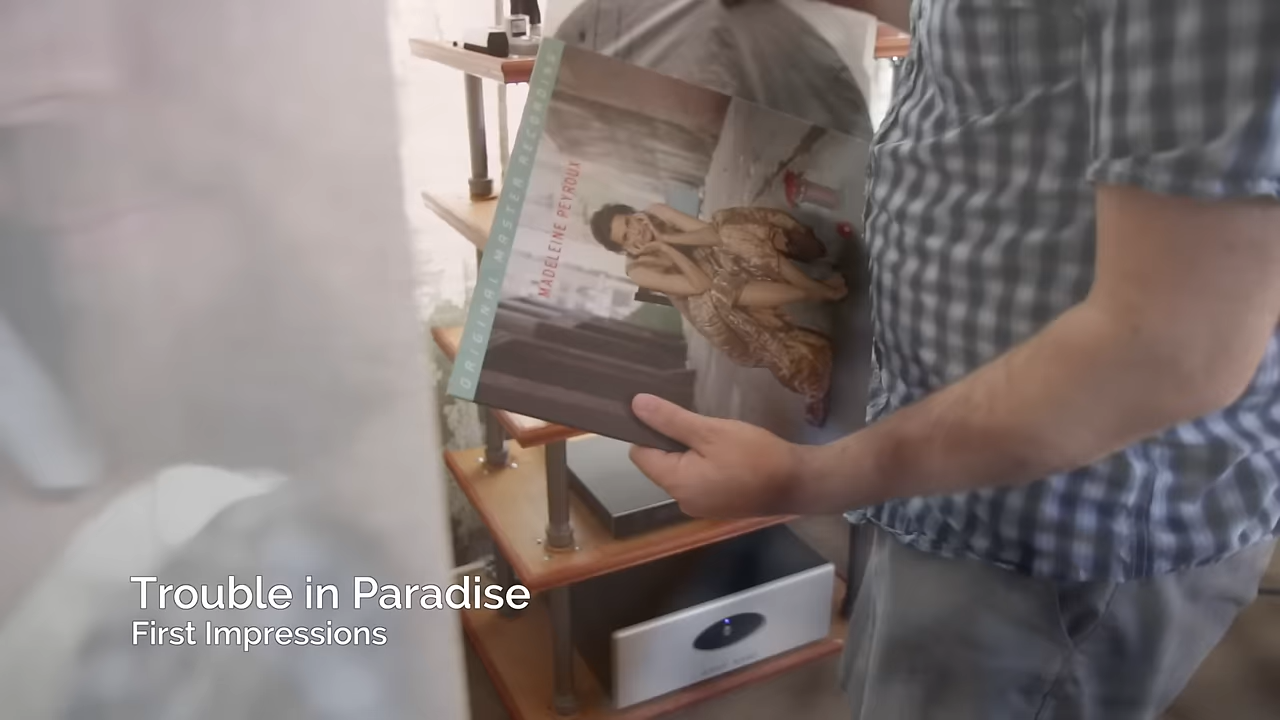 ORIGINAL MASTER RECORDING
MADELEINE PEYROUX
Trouble in Paradise
First Impressions